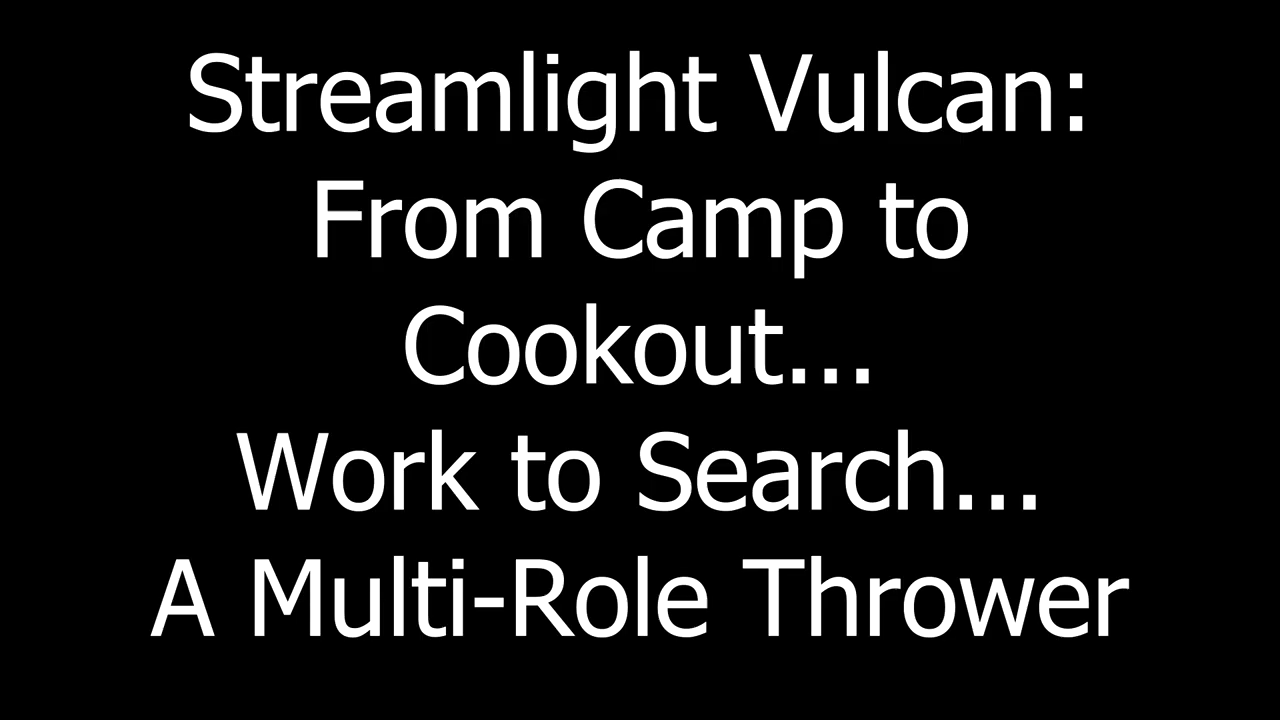 Streamlight Vulcan:
From Camp to
Cookout...
Work to Search...
A Multi-Role Thrower